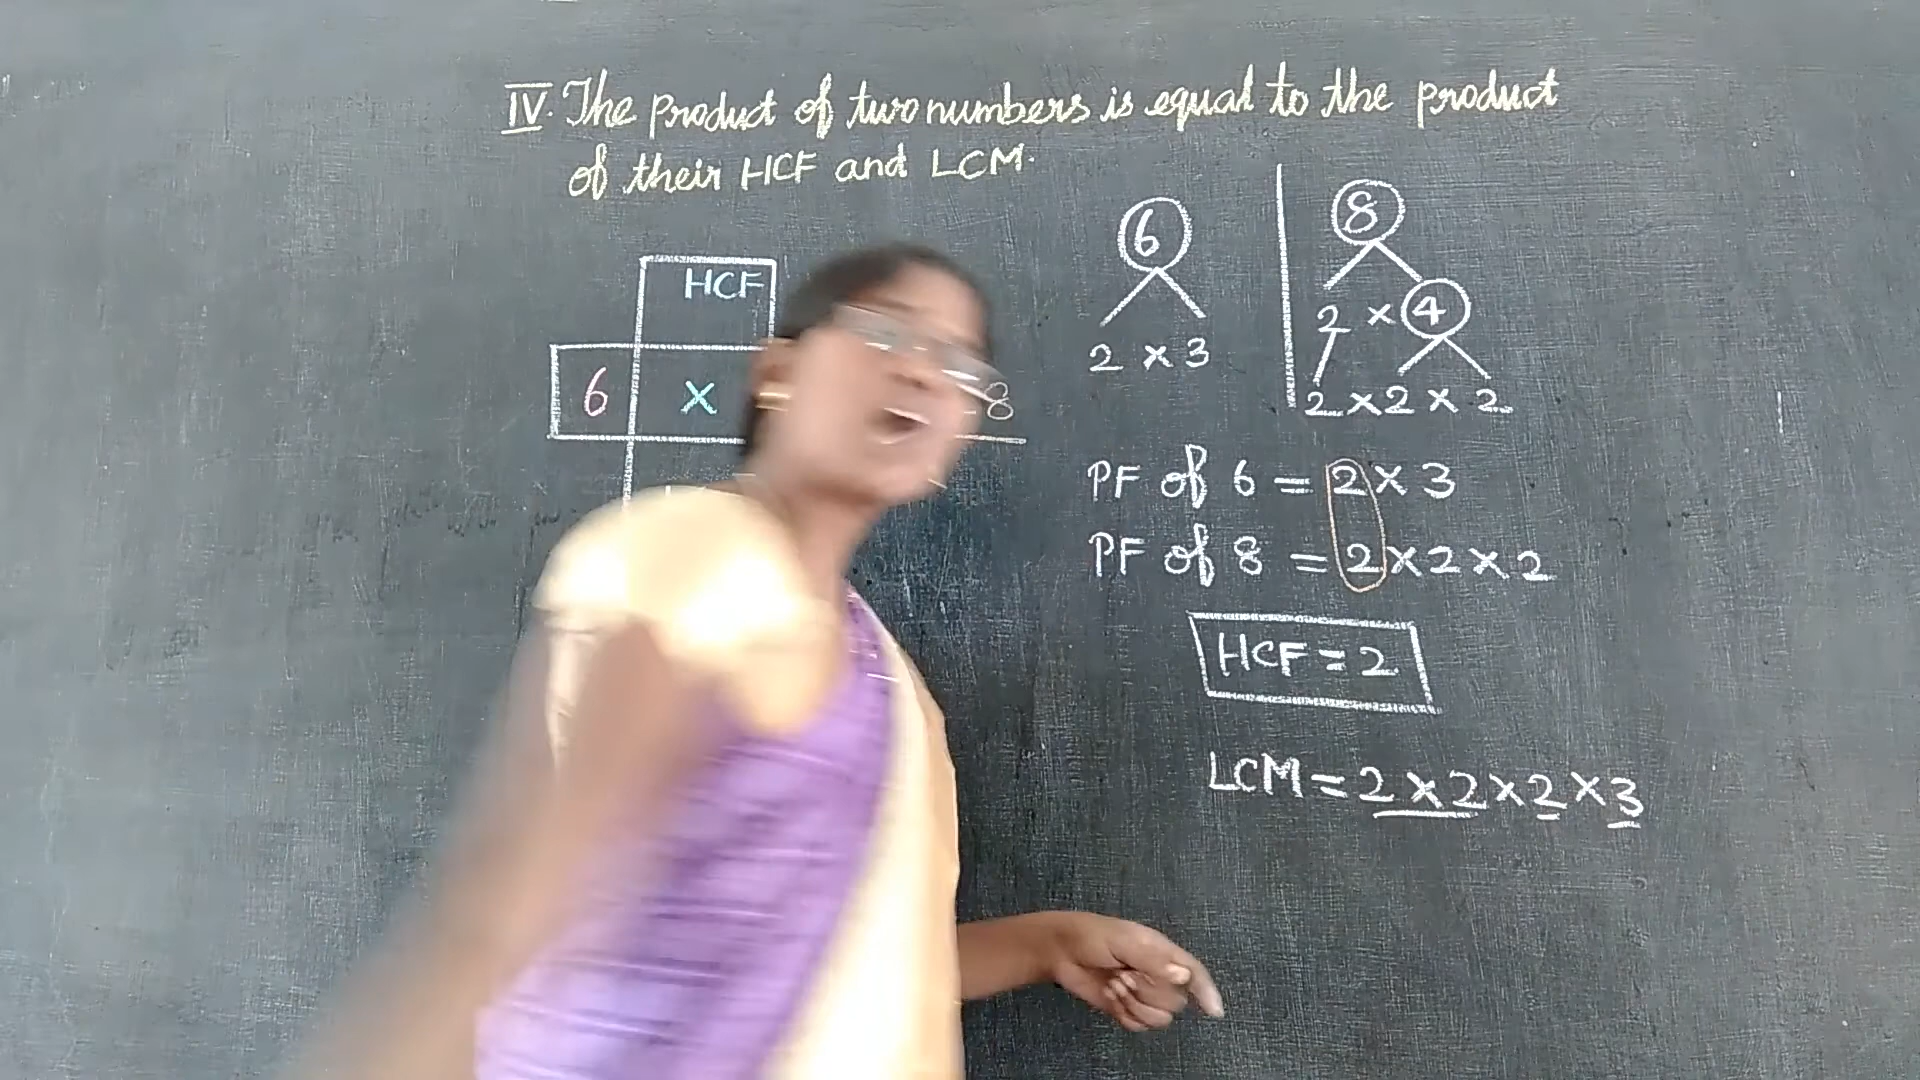 IV. The product of two numbers is equal to the product
of their HCF and LCM.
HCF
6 × 8
6
2 × 3
8
2 × 4
2 × 2 × 2
PF of 6 = 2 × 3
PF of 8 = 2 × 2 × 2
HCF = 2
LCM = 2 × 2 × 2 × 3